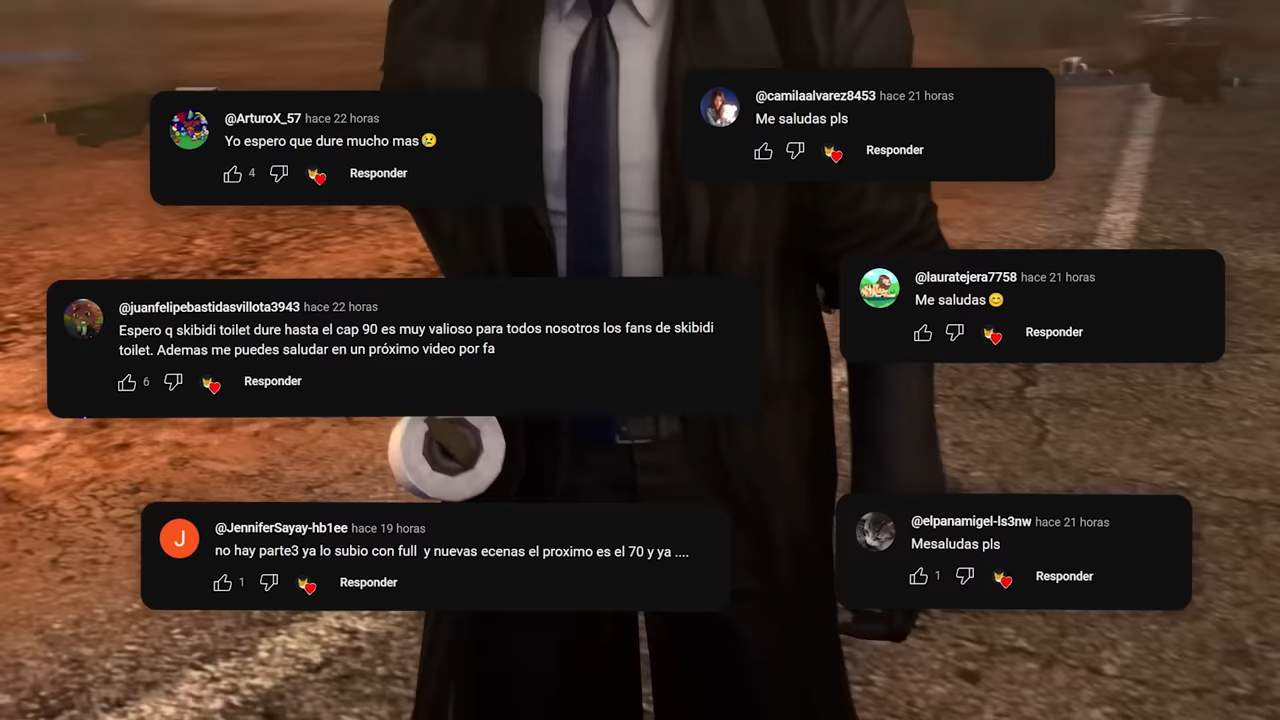 @ArturoX_57 hace 22 horas
Yo espero que dure mucho mas😢
4 Responder
@camilaalvarez8453 hace 21 horas
Me saludas pls
Responder
@juanfelipebastidasvillota3943 hace 22 horas
Espero q skibidi toilet dure hasta el cap 90 es muy valioso para todos nosotros los fans de skibidi
toilet. Ademas me puedes saludar en un próximo video por fa
6 Responder
@lauratejera7758 hace 21 horas
Me saludas😊
Responder
J
@JenniferSayay-hb1ee hace 19 horas
no hay parte3 ya lo subio con full y nuevas ecenas el proximo es el 70 y ya ....
1 Responder
@elpanamigel-ls3nw hace 21 horas
Mesaludas pls
1 Responder